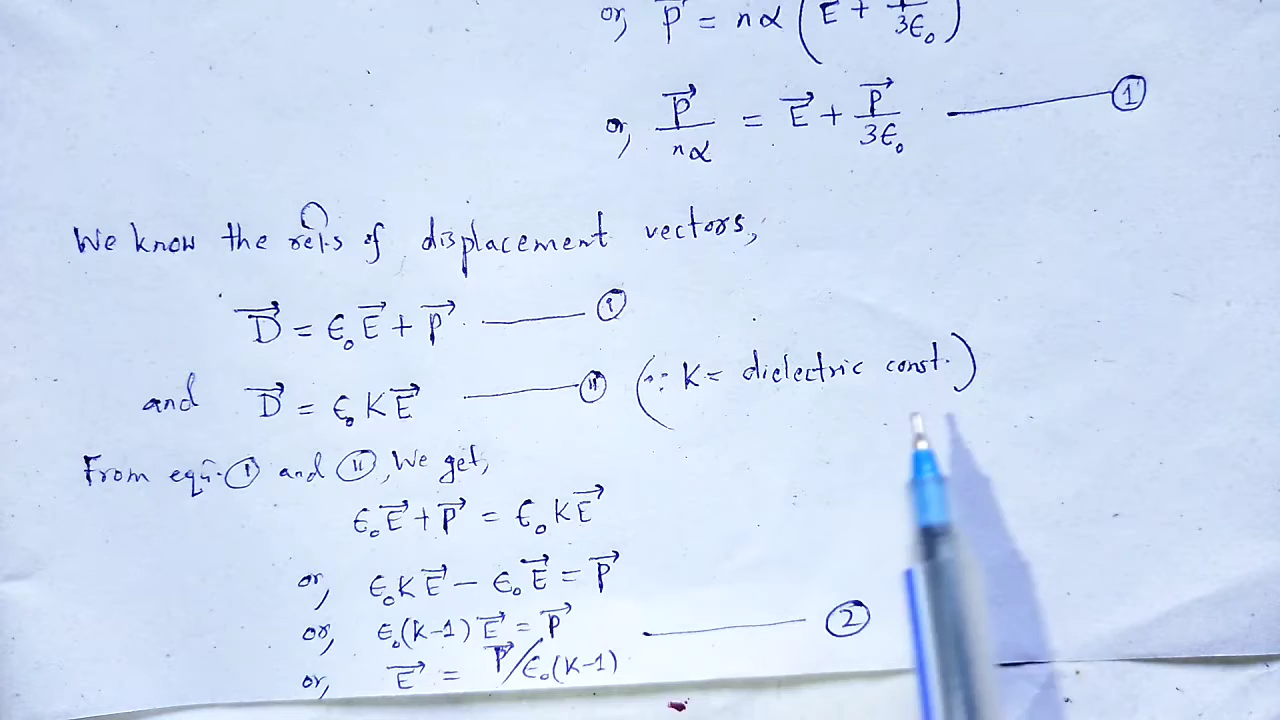 or, P⃗ = nα (E + P/3ϵ₀)
or, P⃗/nα = E⃗ + P⃗/3ϵ₀ —— ①
We know the rel.s of displacement vectors,
D⃗ = ϵ₀E⃗ + P⃗ —— Ⓘ
and D⃗ = ϵ₀KE⃗ —— Ⓘ Ⓘ (∵ K = dielectric const.)
From eqn. Ⓘ and ⒾⒾ, We get,
ϵ₀E⃗ + P⃗ = ϵ₀KE⃗
or, ϵ₀KE⃗ − ϵ₀E⃗ = P⃗
or, ϵ₀(K−1)E⃗ = P⃗ —— ②
or, E⃗ = P⃗/ϵ₀(K−1)